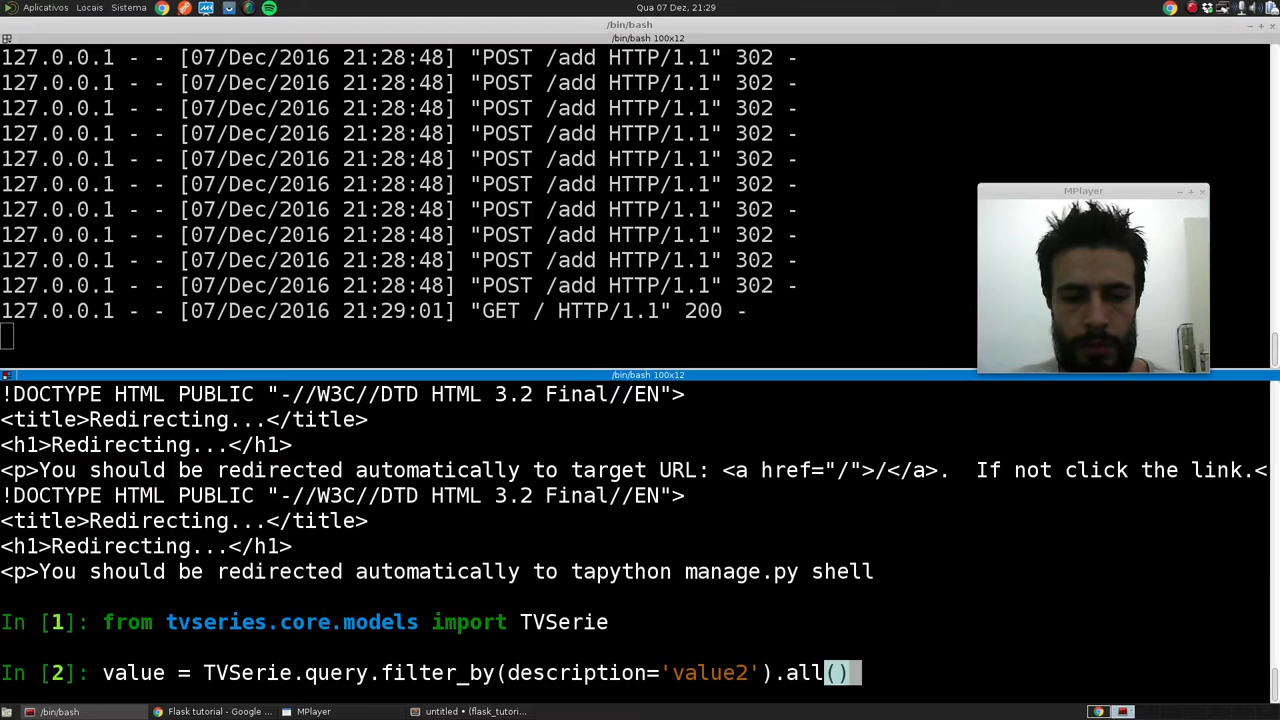 Aplicativos Locais Sistema Qua 07 Dez, 21:29
/bin/bash
/bin/bash 100x12
127.0.0.1 - - [07/Dec/2016 21:28:48] "POST /add HTTP/1.1" 302 -
127.0.0.1 - - [07/Dec/2016 21:28:48] "POST /add HTTP/1.1" 302 -
127.0.0.1 - - [07/Dec/2016 21:28:48] "POST /add HTTP/1.1" 302 -
127.0.0.1 - - [07/Dec/2016 21:28:48] "POST /add HTTP/1.1" 302 -
127.0.0.1 - - [07/Dec/2016 21:28:48] "POST /add HTTP/1.1" 302 -
127.0.0.1 - - [07/Dec/2016 21:28:48] "POST /add HTTP/1.1" 302 -
127.0.0.1 - - [07/Dec/2016 21:28:48] "POST /add HTTP/1.1" 302 -
127.0.0.1 - - [07/Dec/2016 21:28:48] "POST /add HTTP/1.1" 302 -
127.0.0.1 - - [07/Dec/2016 21:28:48] "POST /add HTTP/1.1" 302 -
127.0.0.1 - - [07/Dec/2016 21:28:48] "POST /add HTTP/1.1" 302 -
127.0.0.1 - - [07/Dec/2016 21:29:01] "GET / HTTP/1.1" 200 -
MPlayer
/bin/bash 100x12
!DOCTYPE HTML PUBLIC "-//W3C//DTD HTML 3.2 Final//EN">
<title>Redirecting...</title>
<h1>Redirecting...</h1>
<p>You should be redirected automatically to target URL: <a href="/">/</a>.  If not click the link.<
!DOCTYPE HTML PUBLIC "-//W3C//DTD HTML 3.2 Final//EN">
<title>Redirecting...</title>
<h1>Redirecting...</h1>
<p>You should be redirected automatically to tapython manage.py shell
In [1]: from tvseries.core.models import TVSerie
In [2]: value = TVSerie.query.filter_by(description='value2').all()
/bin/bash Flask tutorial - Google ... MPlayer untitled • (flask_tutori...